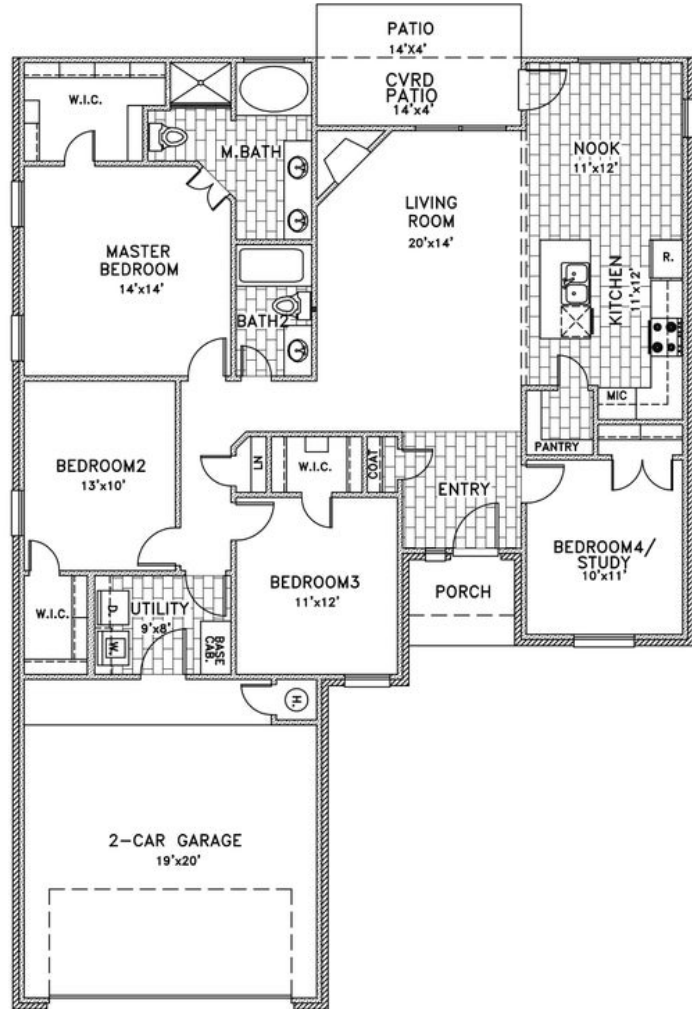 PATIO
14'X4'
CVRD
PATIO
14'x4'
W.I.C.
M.BATH
NOOK
11'x12'
LIVING
ROOM
20'x14'
MASTER
BEDROOM
14'x14'
R.
KITCHEN
11'x12'
BATH2
MIC
PANTRY
BEDROOM2
13'x10'
LN
W.I.C.
COAT
ENTRY
BEDROOM4/
STUDY
10'x11'
BEDROOM3
11'x12'
PORCH
W.I.C.
D.
UTILITY
9'x8'
W.
BASE
CAB.
H.
2-CAR GARAGE
19'x20'